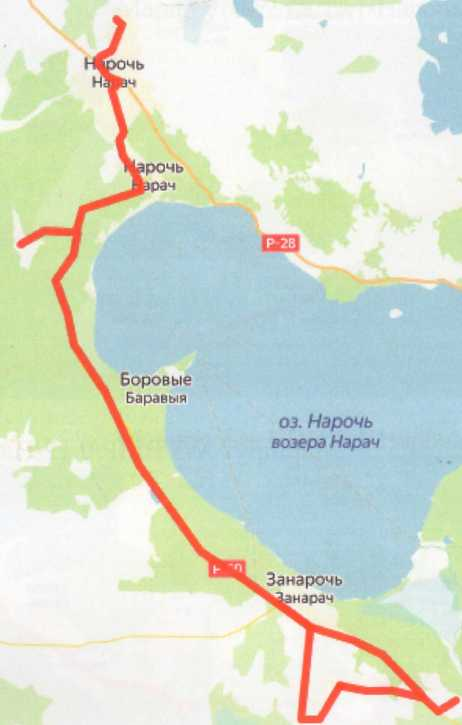 Нарочь
Нарач
Нарочь
Нарач
Р-28
Боровые
Баравыя
оз. Нарочь
возера Нарач
Занарочь
Занарач